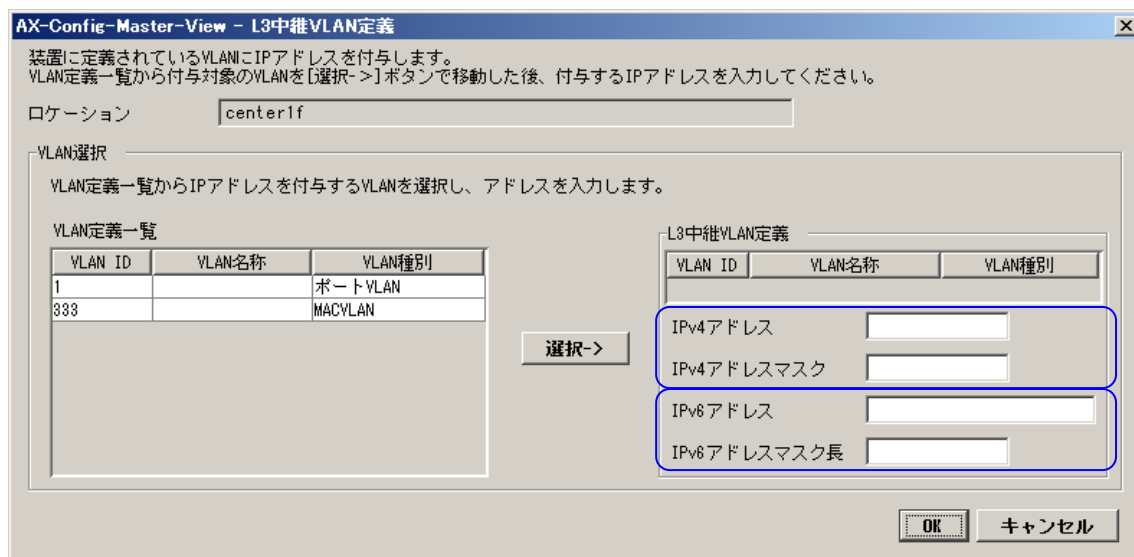 AX-Config-Master-View - L3中継VLAN定義
装置に定義されているVLANにIPアドレスを付与します。
VLAN定義一覧から付与対象のVLANを[選択->]ボタンで移動した後、付与するIPアドレスを入力してください。
ロケーション center1f
VLAN選択
VLAN定義一覧からIPアドレスを付与するVLANを選択し、アドレスを入力します。
VLAN定義一覧
VLAN ID VLAN名称 VLAN種別
1 ポートVLAN
333 MACVLAN
選択->
L3中継VLAN定義
VLAN ID VLAN名称 VLAN種別
IPv4アドレス
IPv4アドレスマスク
IPv6アドレス
IPv6アドレスマスク長
OK キャンセル